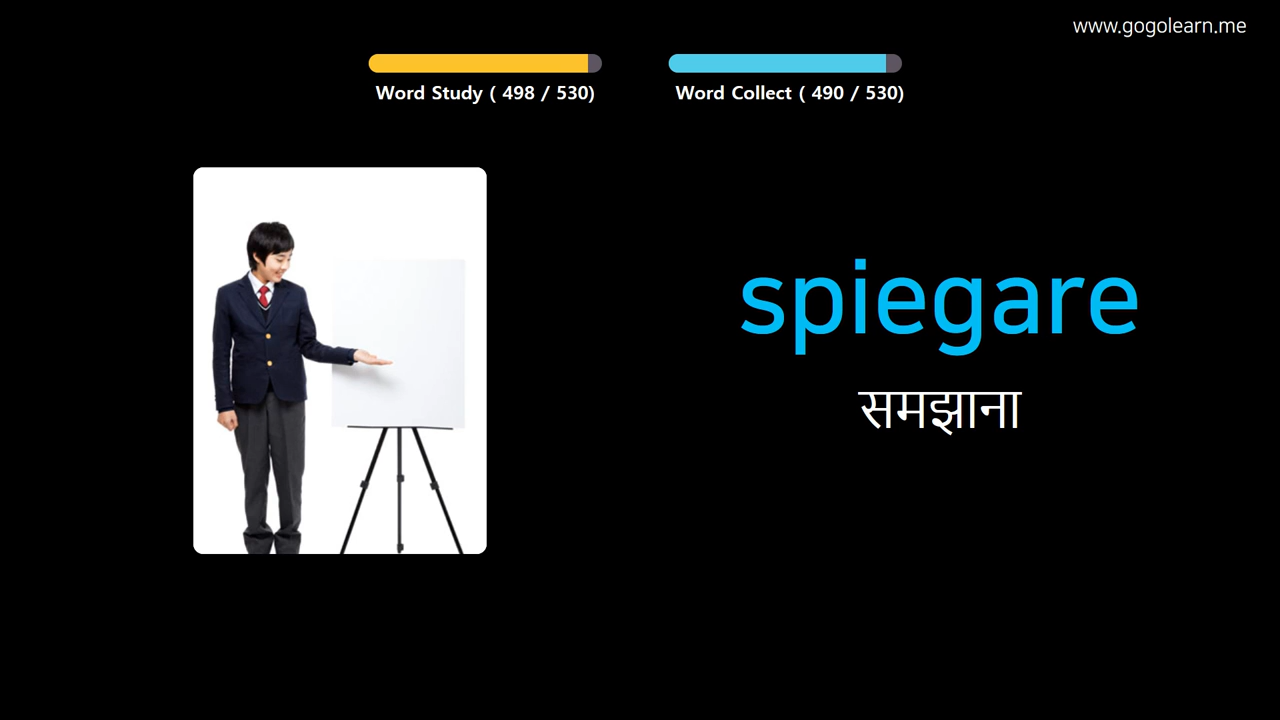 www.gogolearn.me
Word Study ( 498 / 530)
Word Collect ( 490 / 530)
spiegare
समझाना